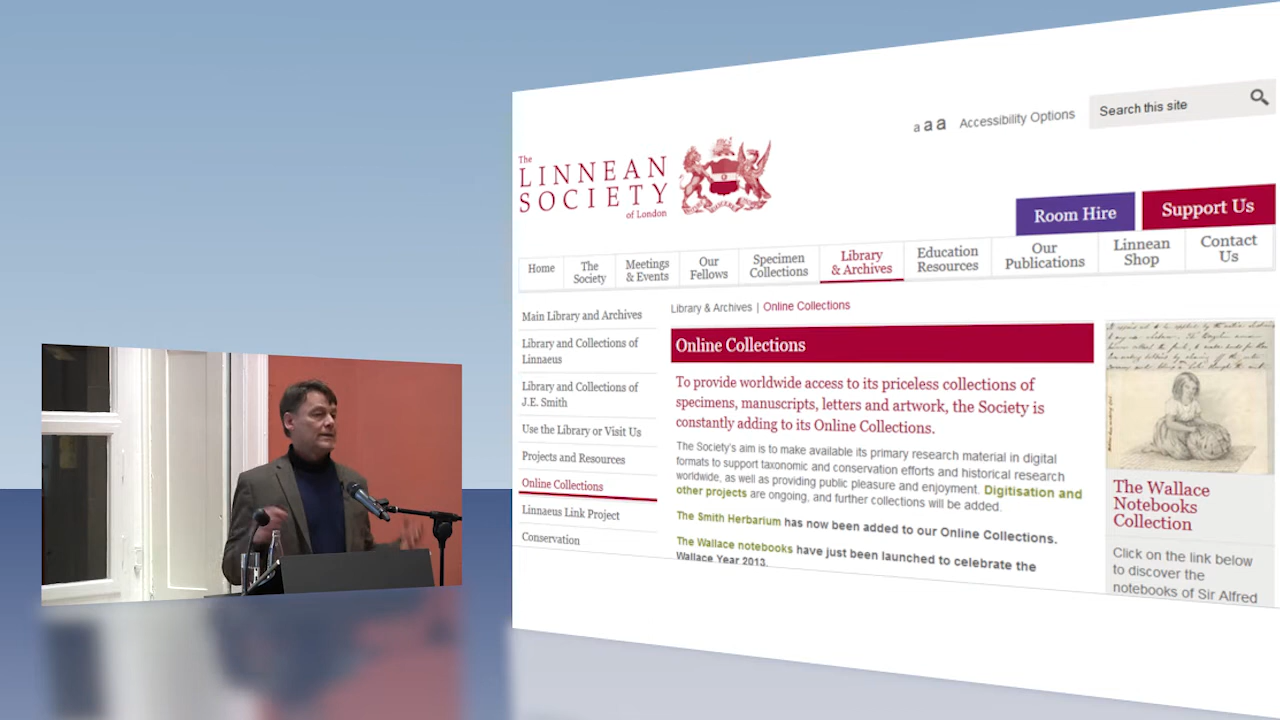 a a a Accessibility Options Search this site
The
LINNEAN
SOCIETY
of London
Room Hire Support Us
Home
The
Society
Meetings
& Events
Our
Fellows
Specimen
Collections
Library
& Archives
Education
Resources
Our
Publications
Linnean
Shop
Contact
Us
Main Library and Archives
Library and Collections of
Linnaeus
Library and Collections of
J.E. Smith
Use the Library or Visit Us
Projects and Resources
Online Collections
Linnaeus Link Project
Conservation
Library & Archives | Online Collections
Online Collections
To provide worldwide access to its priceless collections of
specimens, manuscripts, letters and artwork, the Society is
constantly adding to its Online Collections.
The Society's aim is to make available its primary research material in digital
formats to support taxonomic and conservation efforts and historical research
worldwide, as well as providing public pleasure and enjoyment. Digitisation and
other projects are ongoing, and further collections will be added.
The Smith Herbarium has now been added to our Online Collections.
The Wallace notebooks have just been launched to celebrate the
Wallace Year 2013.
The Wallace
Notebooks
Collection
Click on the link below
to discover the
notebooks of Sir Alfred